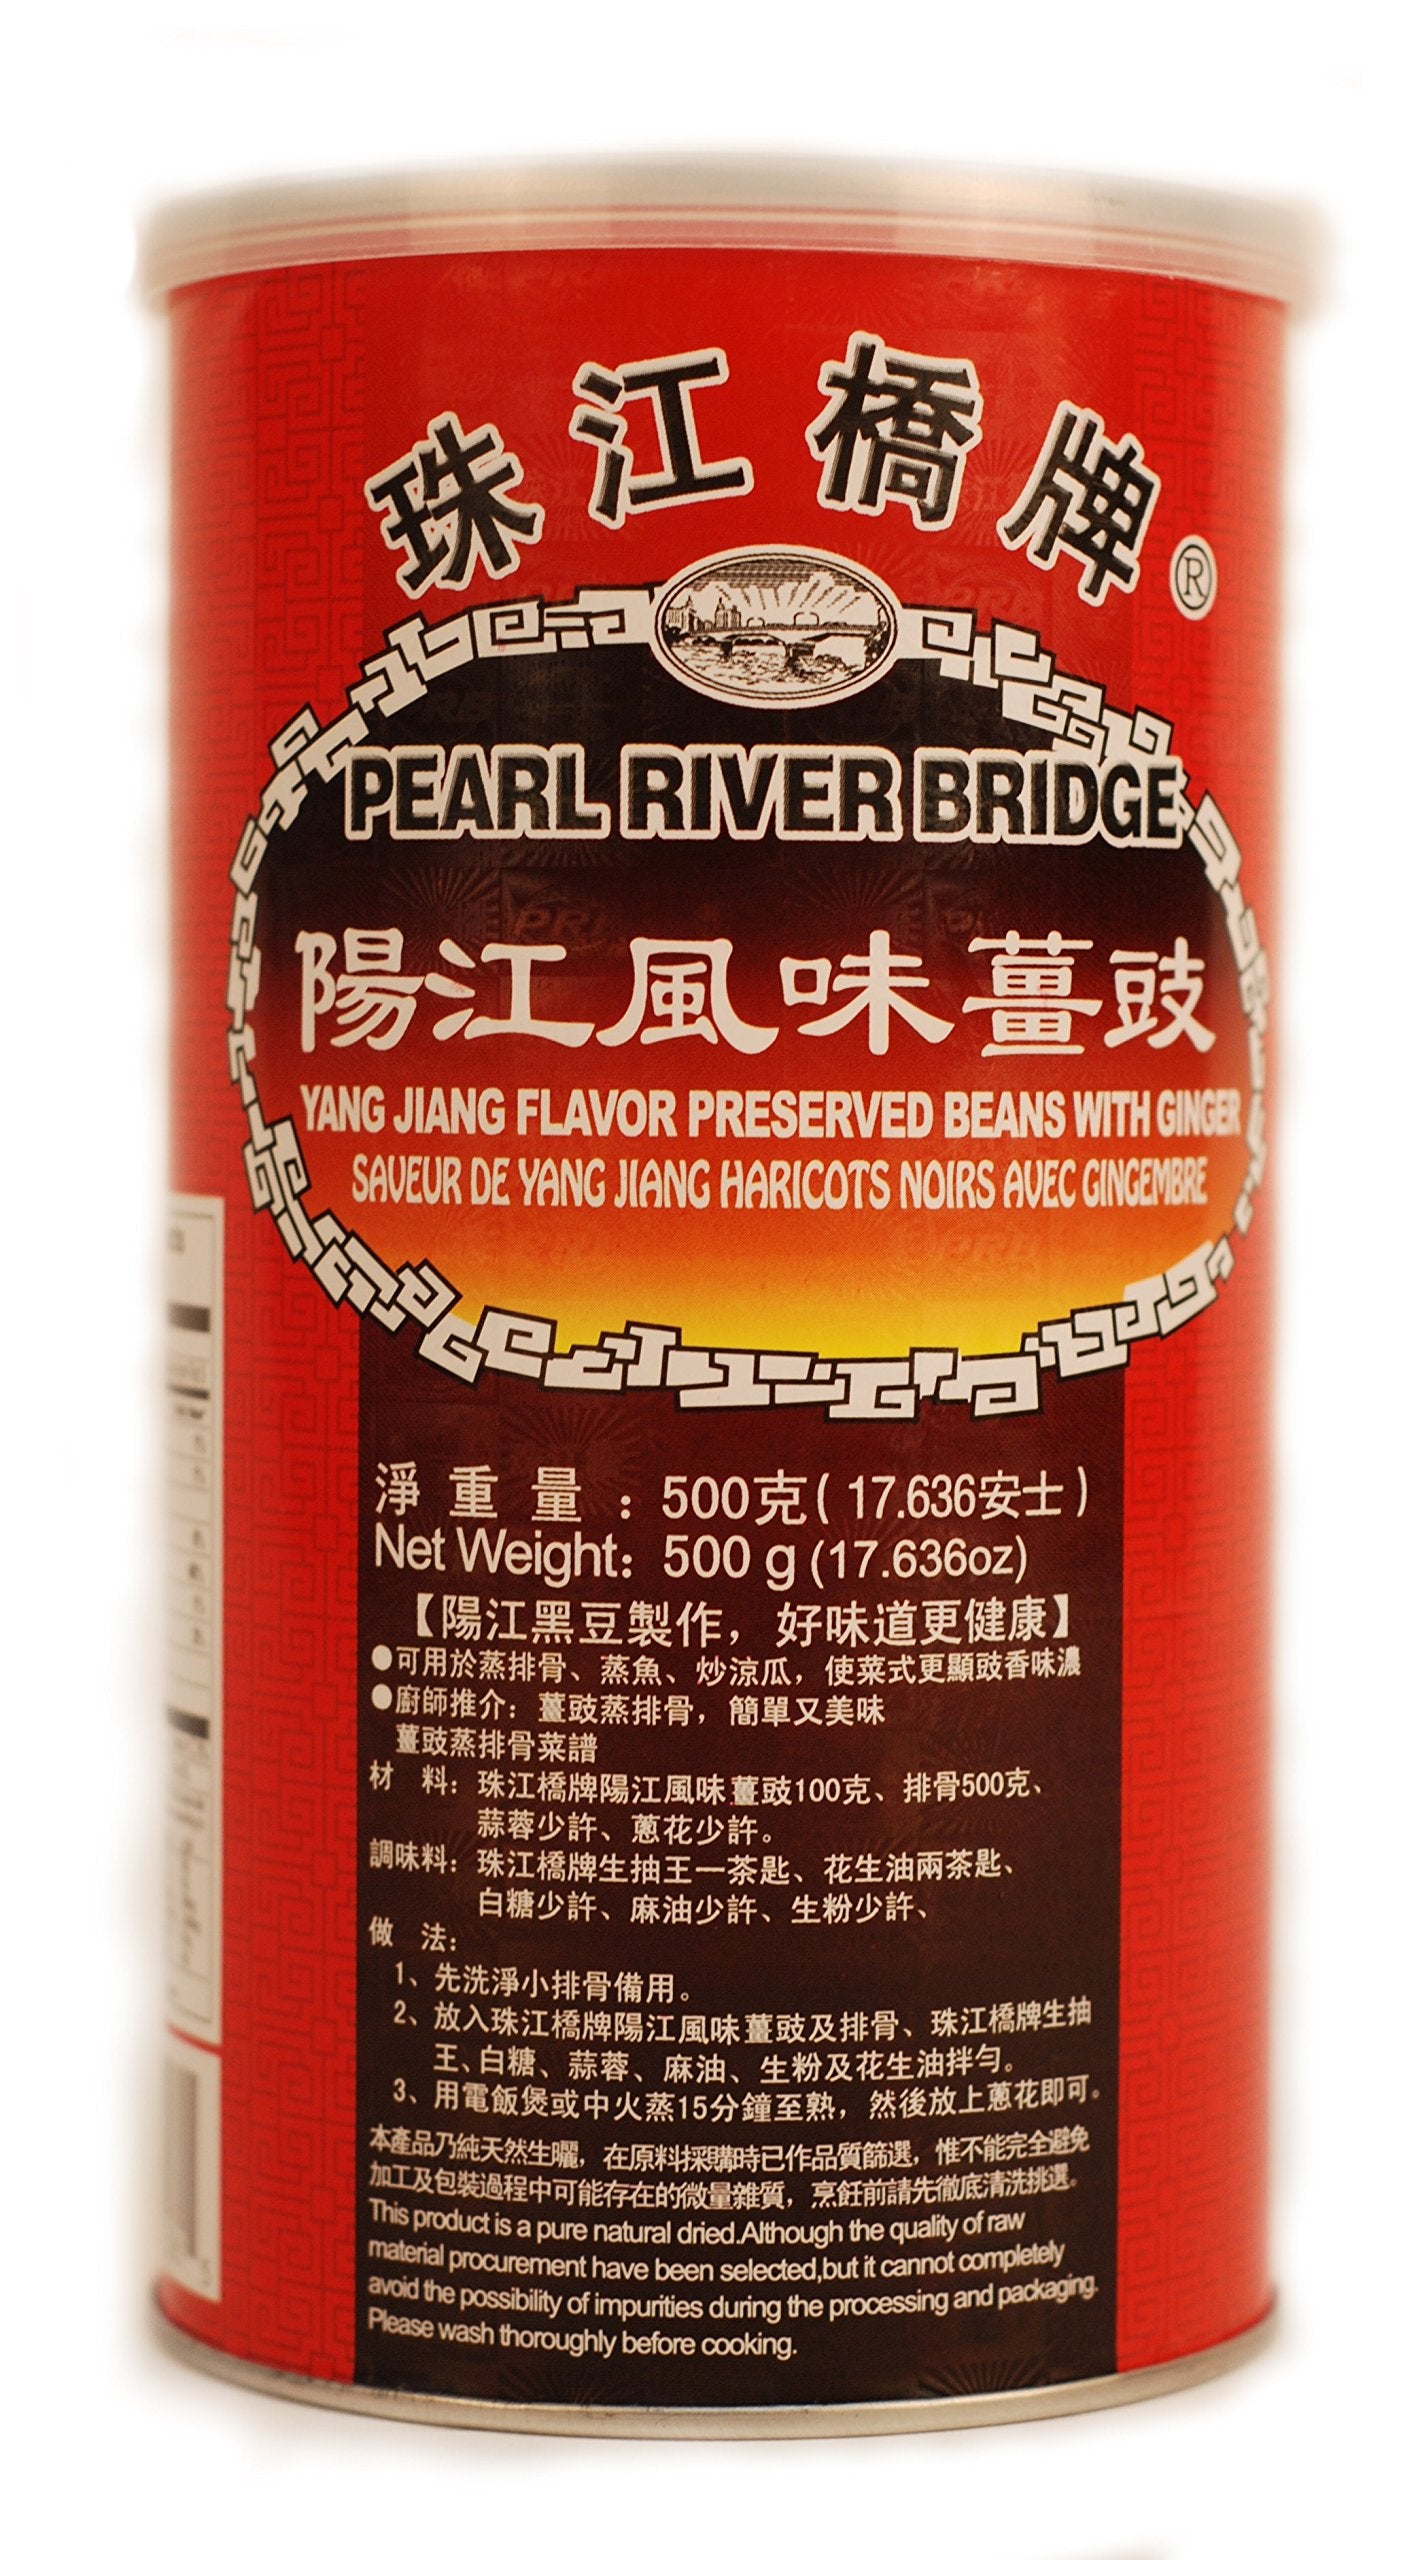 珠江橋牌®
PEARL RIVER BRIDGE
陽江風味薑豉
YANG JIANG FLAVOR PRESERVED BEANS WITH GINGER
SAVEUR DE YANG JIANG HARICOTS NOIRS AVEC GINGEMBRE
淨 重 量 : 500克( 17.636安士)
Net Weight: 500 g (17.636oz)
【陽江黑豆製作，好味道更健康】
●可用於蒸排骨、蒸魚、炒涼瓜，使菜式更顯豉香味濃
●廚師推介: 薑豉蒸排骨，簡單又美味
薑豉蒸排骨菜譜
材 料: 珠江橋牌陽江風味薑豉100克、排骨500克、
蒜蓉少許、蔥花少許。
調味料: 珠江橋牌生抽王一茶匙、花生油兩茶匙、
白糖少許、麻油少許、生粉少許、
做 法:
1、先洗淨小排骨備用。
2、放入珠江橋牌陽江風味薑豉及排骨、珠江橋牌生抽
王、白糖、蒜蓉、麻油、生粉及花生油拌勻。
3、用電飯煲或中火蒸15分鐘至熟，然後放上蔥花即可。
本產品乃純天然生曬，在原料採購時已作品質篩選，惟不能完全避免
加工及包裝過程中可能存在的微量雜質，烹飪前請先徹底清洗挑選。
This product is a pure natural dried.Although the quality of raw
material procurement have been selected,but it cannot completely
avoid the possibility of impurities during the processing and packaging.
Please wash thoroughly before cooking.